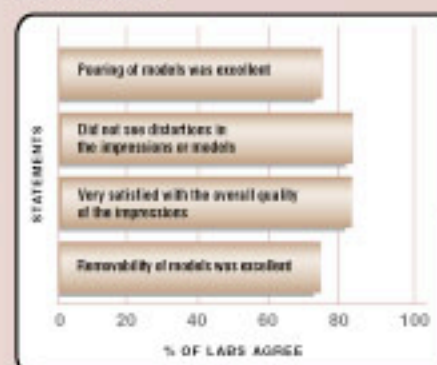 STATEMENTS
Pouring of models was excellent
Did not see distortions in
the impressions or models
Very satisfied with the overall quality
of the impressions
Removability of models was excellent
0 20 40 60 80 100
% OF LABS AGREE